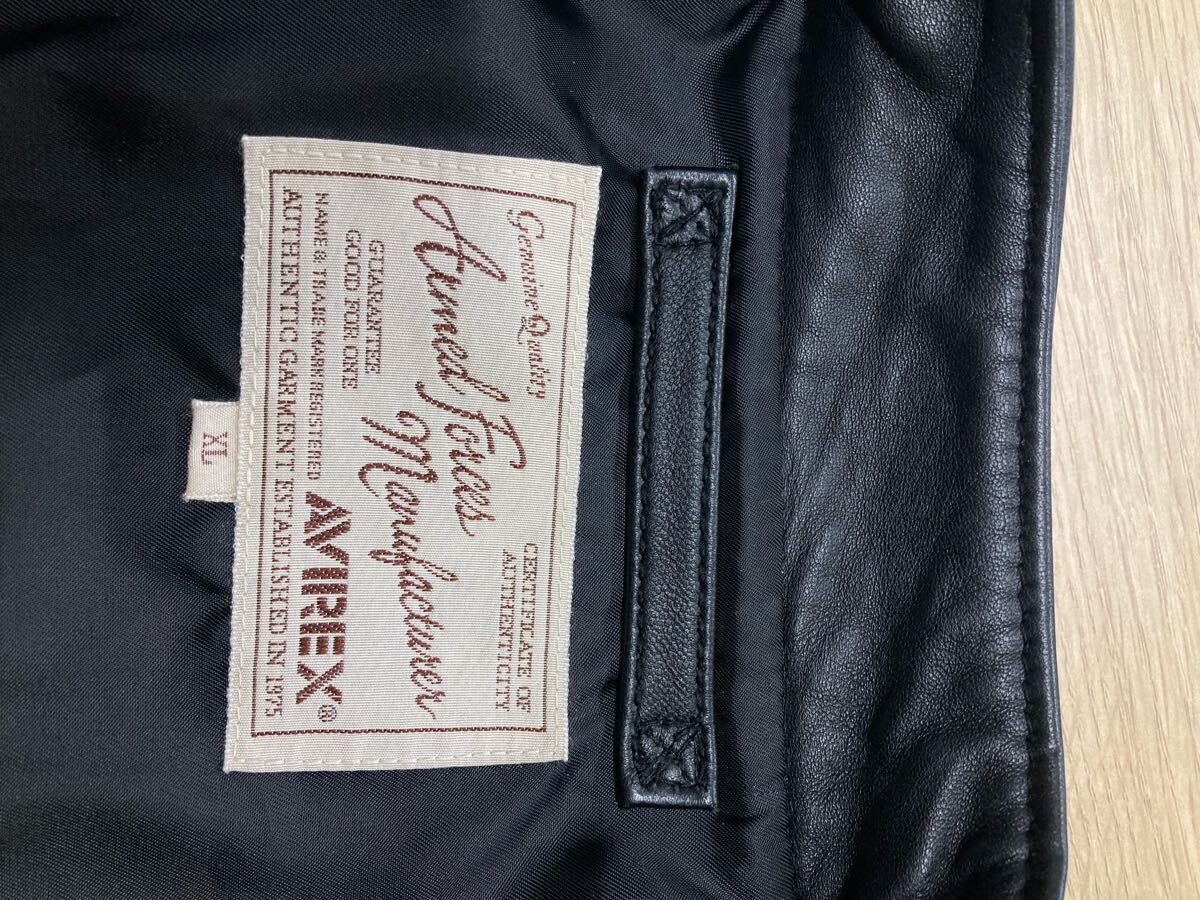 Genuine Quality
CERTIFICATE OF
AUTHENTICITY
Armed Forces
Manufacturer
GUARANTEE
GOOD FOR ONE
NAME & TRADE MARK REGISTERED
AVIREX®
AUTHENTIC GARMENT ESTABLISHED IN 1975
XL